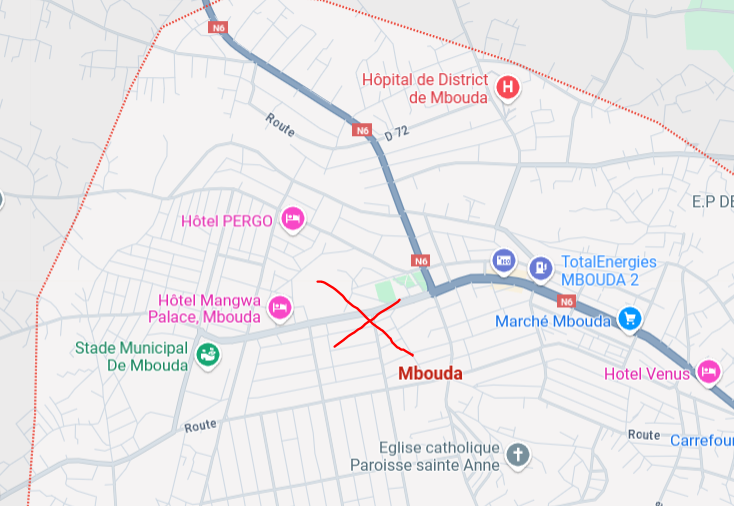 N6
Hôpital de District
de Mbouda
Route
N6
D 72
E.P DE
Hôtel PERGO
N6
TotalEnergies
MBOUDA 2
Hôtel Mangwa
Palace, Mbouda
N6
Marché Mbouda
Stade Municipal
De Mbouda
Mbouda
Hotel Venus
Route
Route
Carrefour
Eglise catholique
Paroisse sainte Anne